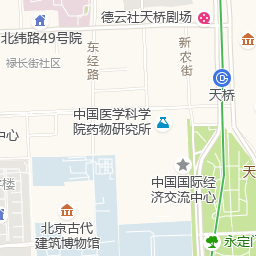 德云社天桥剧场
北纬路49号院
东经路
新农街
禄长街社区
天桥
中国医学科学
院药物研究所
中心
中国国际经
济交流中心
天
学楼
北京古代
建筑博物馆
永定门